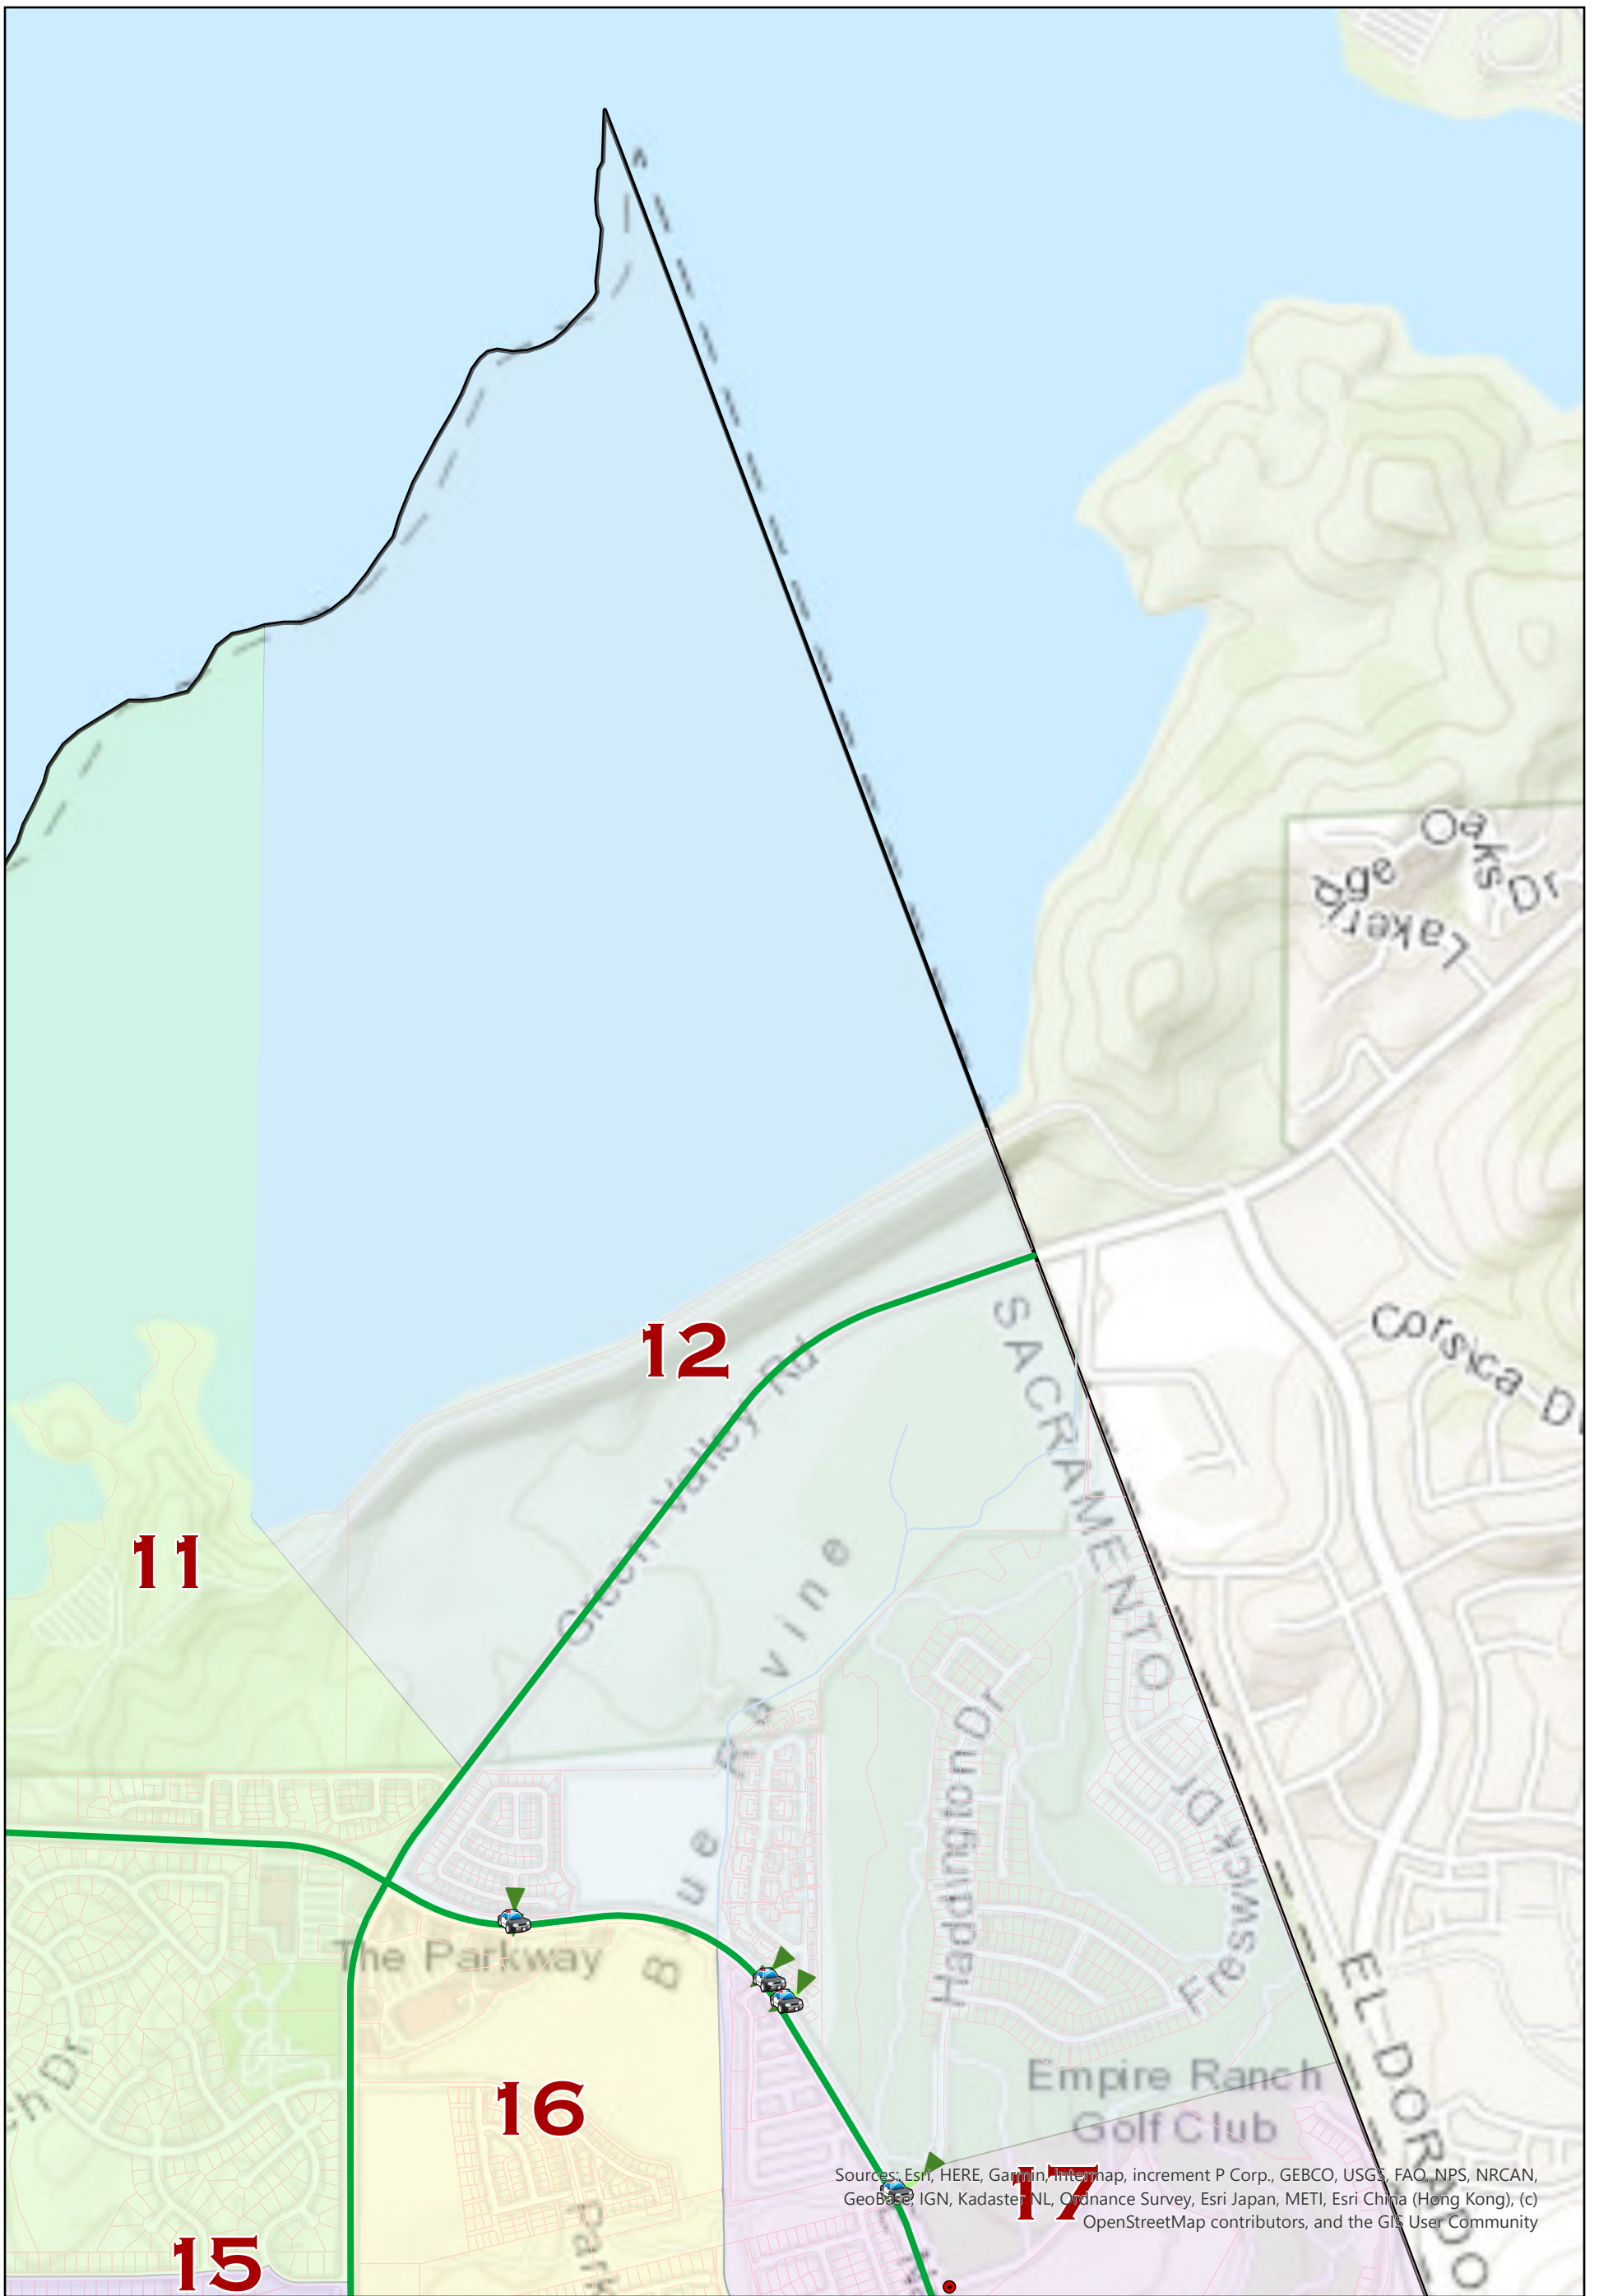 Oaks Dr
Lakeridge
Corsica D
12
Green Valley Rd
SACRAMENTO
11
Blue Ravine
Happington Dr
Freswick Dr
The Parkway
16
Empire Ranch
Golf Club
EL DORADO
ch Dr
17
Sources: Esri, HERE, Garmin, Intermap, increment P Corp., GEBCO, USGS, FAO, NPS, NRCAN,
GeoBase, IGN, Kadaster NL, Ordnance Survey, Esri Japan, METI, Esri China (Hong Kong), (c)
OpenStreetMap contributors, and the GIS User Community
15
Park